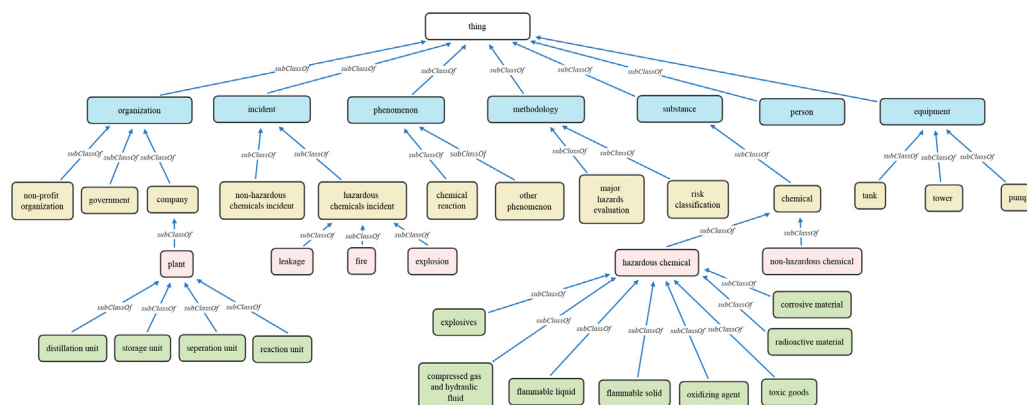 thing
subClassOf
subClassOf
subClassOf
subClassOf
subClassOf
subClassOf
organization
incident
phenomenon
methodology
substance
person
equipment
subClassOf
subClassOf
subClassOf
subClassOf
subClassOf
subClassOf
subClassOf
subClassOf
subClassOf
subClassOf
subClassOf
subClassOf
subClassOf
non-profit
organization
government
company
non-hazardous
chemicals incident
hazardous
chemicals incident
chemical
reaction
other
phenomenon
major
hazards
evaluation
risk
classification
chemical
tank
tower
pump
subClassOf
subClassOf
subClassOf
subClassOf
subClassOf
subClassOf
plant
leakage
fire
explosion
hazardous chemical
non-hazardous chemical
subClassOf
subClassOf
subClassOf
subClassOf
subClassOf
subClassOf
subClassOf
subClassOf
subClassOf
subClassOf
subClassOf
subClassOf
explosives
corrosive material
radioactive material
distillation unit
storage unit
seperation unit
reaction unit
compressed gas
and hydraulic
fluid
flammable liquid
flammable solid
oxidizing agent
toxic goods